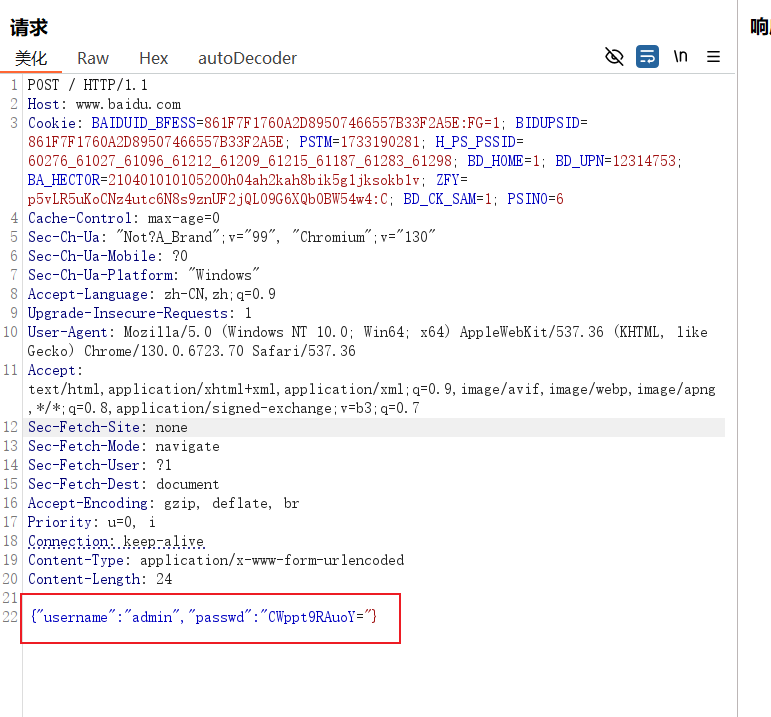 请求
响
美化 Raw Hex autoDecoder \n
1 POST / HTTP/1.1
2 Host: www.baidu.com
3 Cookie: BAIDUID_BFESS=861F7F1760A2D89507466557B33F2A5E:FG=1; BIDUPSID=
861F7F1760A2D89507466557B33F2A5E; PSTM=1733190281; H_PS_PSSID=
60276_61027_61096_61212_61209_61215_61187_61283_61298; BD_HOME=1; BD_UPN=12314753;
BA_HECTOR=210401010105200h04ah2kah8bik5g1jksokb1v; ZFY=
p5vLR5uKoCNz4utc6N8s9znUF2jQL09G6XQb0BW54w4:C; BD_CK_SAM=1; PSINO=6
4 Cache-Control: max-age=0
5 Sec-Ch-Ua: "Not?A_Brand";v="99", "Chromium";v="130"
6 Sec-Ch-Ua-Mobile: ?0
7 Sec-Ch-Ua-Platform: "Windows"
8 Accept-Language: zh-CN,zh;q=0.9
9 Upgrade-Insecure-Requests: 1
10 User-Agent: Mozilla/5.0 (Windows NT 10.0; Win64; x64) AppleWebKit/537.36 (KHTML, like
Gecko) Chrome/130.0.6723.70 Safari/537.36
11 Accept:
text/html,application/xhtml+xml,application/xml;q=0.9,image/avif,image/webp,image/apng
,*/*;q=0.8,application/signed-exchange;v=b3;q=0.7
12 Sec-Fetch-Site: none
13 Sec-Fetch-Mode: navigate
14 Sec-Fetch-User: ?1
15 Sec-Fetch-Dest: document
16 Accept-Encoding: gzip, deflate, br
17 Priority: u=0, i
18 Connection: keep-alive
19 Content-Type: application/x-www-form-urlencoded
20 Content-Length: 24
21
22 {"username":"admin","passwd":"CWppt9RAuoY="}